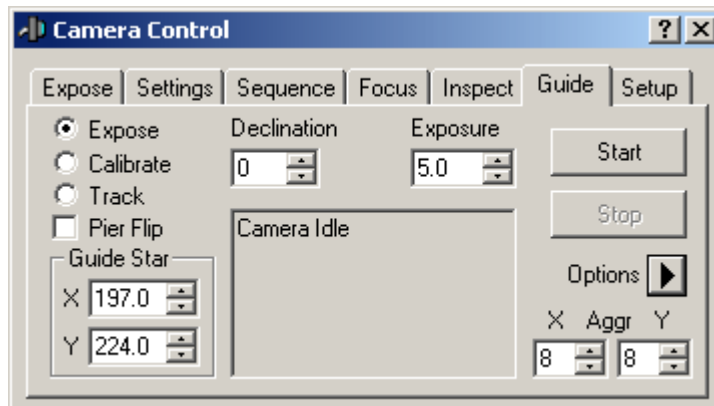 Camera Control
Expose Settings Sequence Focus Inspect Guide Setup
Expose
Calibrate
Track
Pier Flip
Declination
0
Exposure
5.0
Camera Idle
Guide Star
X 197.0
Y 224.0
Start
Stop
Options
X Aggr Y
8 8